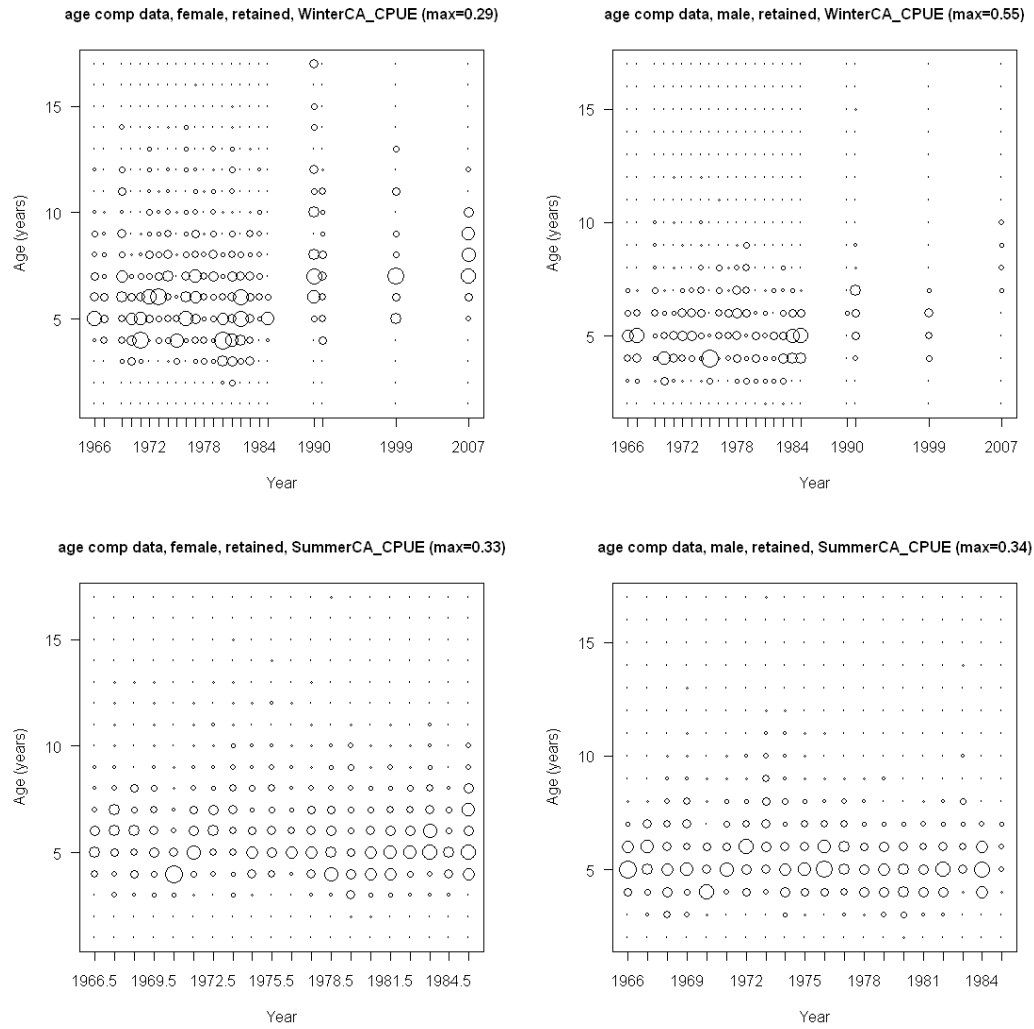 age comp data, female, retained, WinterCA_CPUE (max=0.29)
Age (years)
15
10
5
1966 1972 1978 1984 1990 1999 2007
Year
age comp data, male, retained, WinterCA_CPUE (max=0.55)
Age (years)
15
10
5
1966 1972 1978 1984 1990 1999 2007
Year
age comp data, female, retained, SummerCA_CPUE (max=0.33)
Age (years)
15
10
5
1966.5 1969.5 1972.5 1975.5 1978.5 1981.5 1984.5
Year
age comp data, male, retained, SummerCA_CPUE (max=0.34)
Age (years)
15
10
5
1966 1969 1972 1975 1978 1981 1984
Year